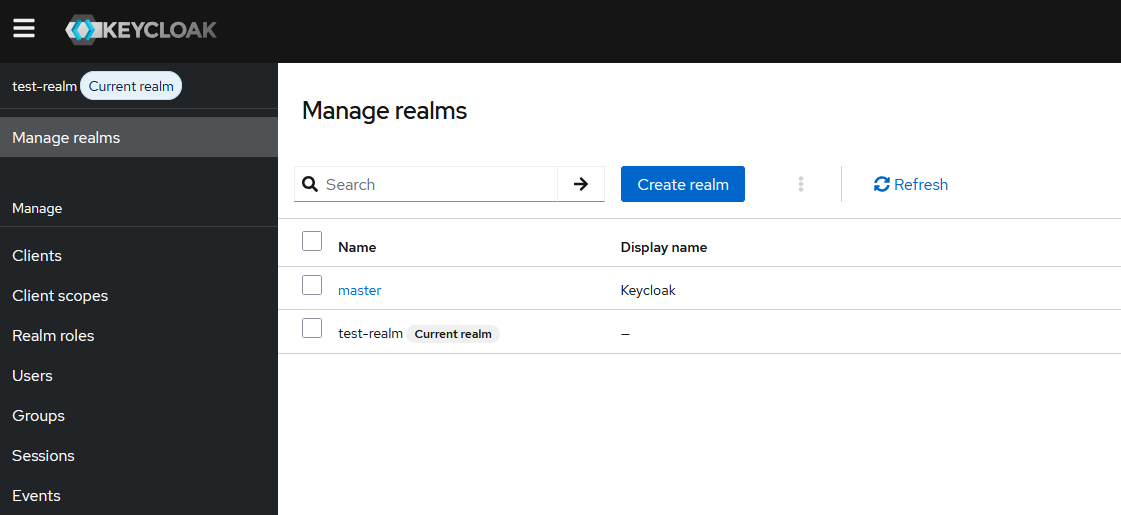 KEYCLOAK
test-realm Current realm
Manage realms
Manage
Clients
Client scopes
Realm roles
Users
Groups
Sessions
Events
Manage realms
Search Create realm Refresh
Name Display name
master Keycloak
test-realm Current realm –